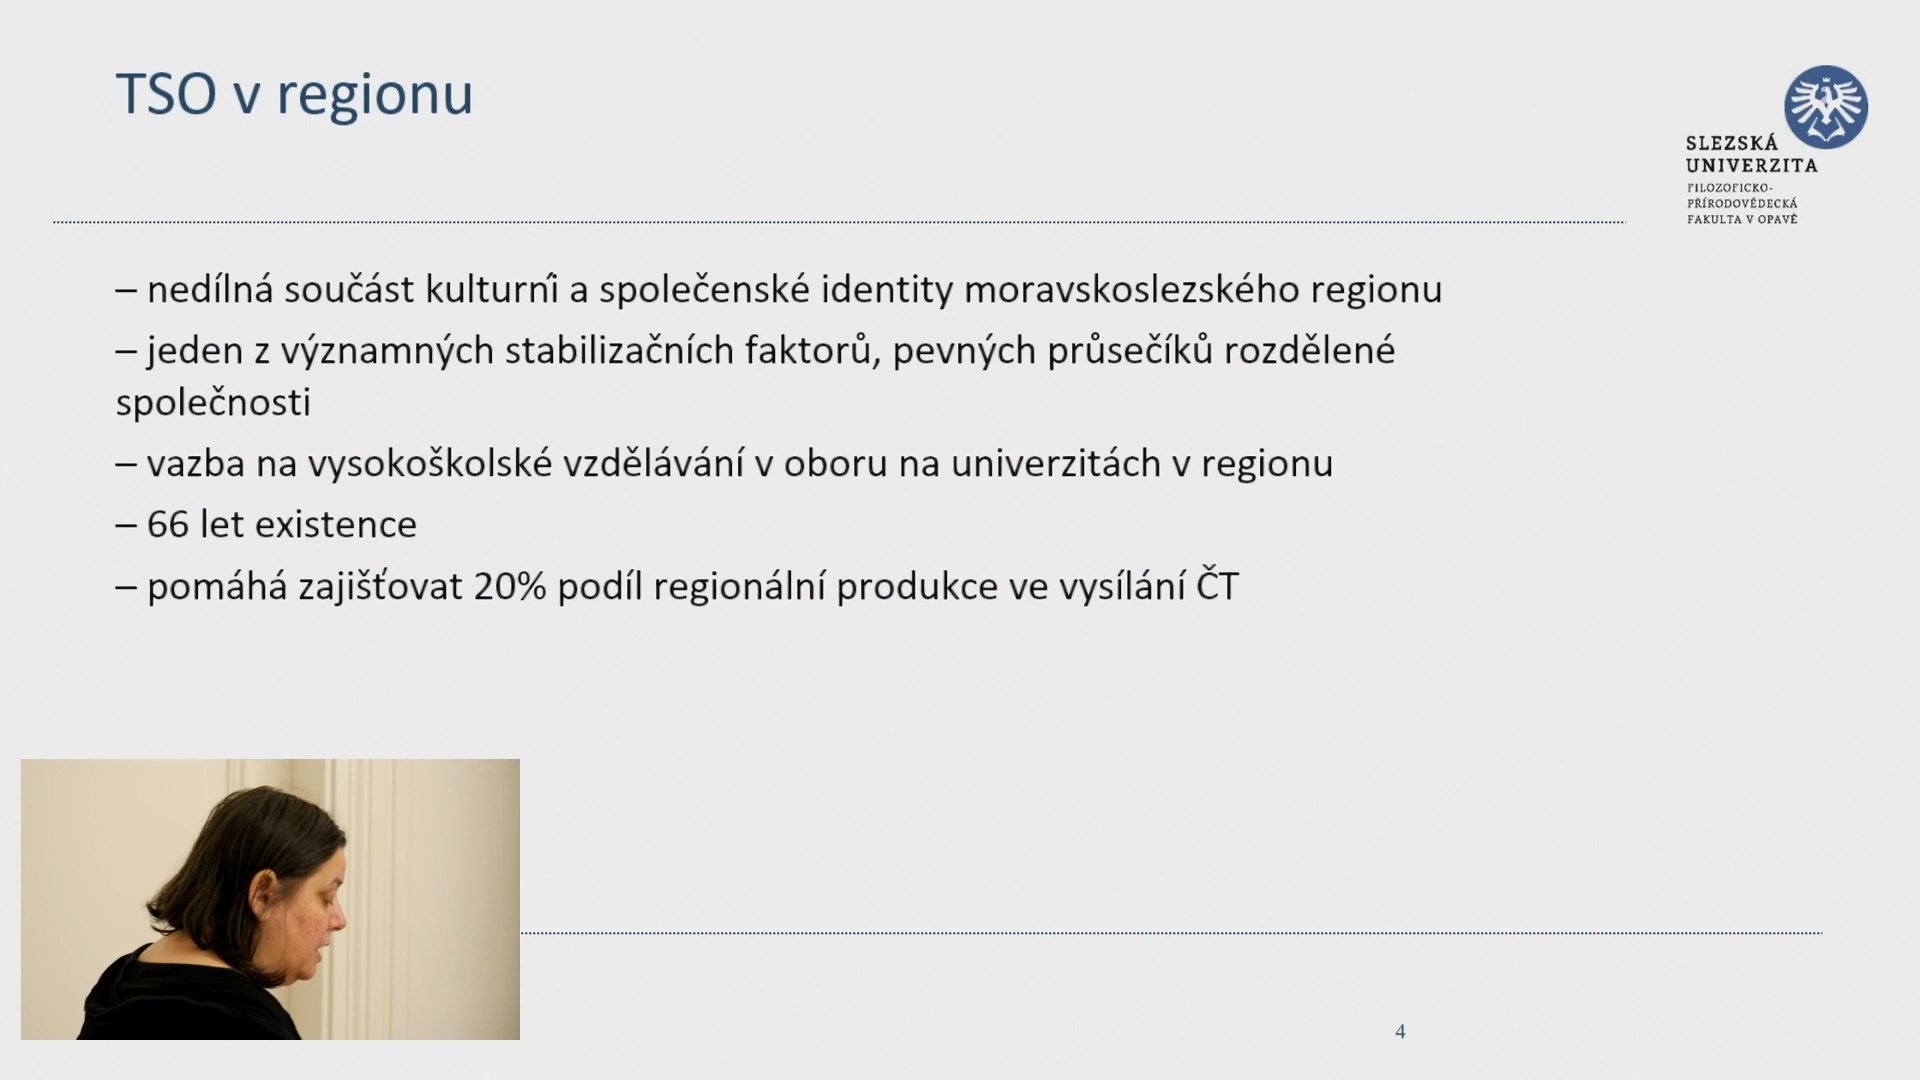 TSO v regionu
SLEZSKÁ
UNIVERZITA
FILOZOFICKO-
PŘÍRODOVĚDECKÁ
FAKULTA V OPAVĚ
– nedílná součást kulturní a společenské identity moravskoslezského regionu
– jeden z významných stabilizačních faktorů, pevných průsečíků rozdělené
společnosti
– vazba na vysokoškolské vzdělávání v oboru na univerzitách v regionu
– 66 let existence
– pomáhá zajišťovat 20% podíl regionální produkce ve vysílání ČT
4